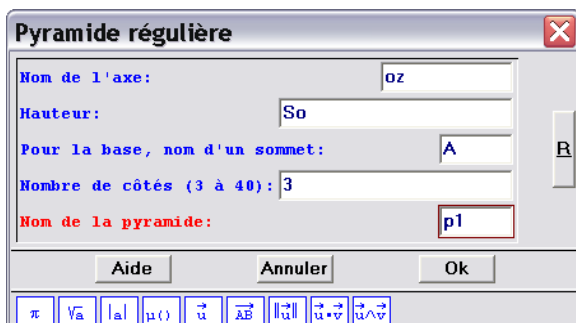 Pyramide régulière
Nom de l'axe: oz
Hauteur: So
Pour la base, nom d'un sommet: A
R
Nombre de côtés (3 à 40): 3
Nom de la pyramide: p1
Aide Annuler Ok
π √a |a| μ() u⃗ AB⃗ ‖u⃗‖ u⃗•v⃗ u⃗∧v⃗